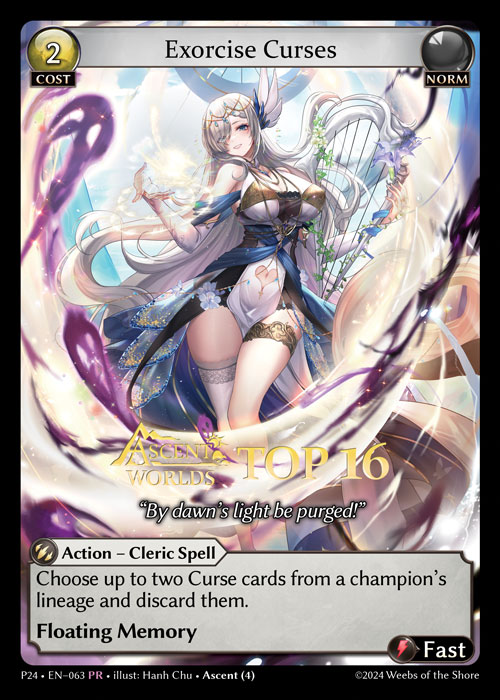 2
COST
Exorcise Curses
NORM
ASCENT
WORLDS
TOP 16
“By dawn’s light be purged!”
Action – Cleric Spell
Choose up to two Curse cards from a champion’s
lineage and discard them.
Floating Memory
Fast
P24 • EN–063 PR • illust: Hanh Chu • Ascent (4)
©2024 Weebs of the Shore